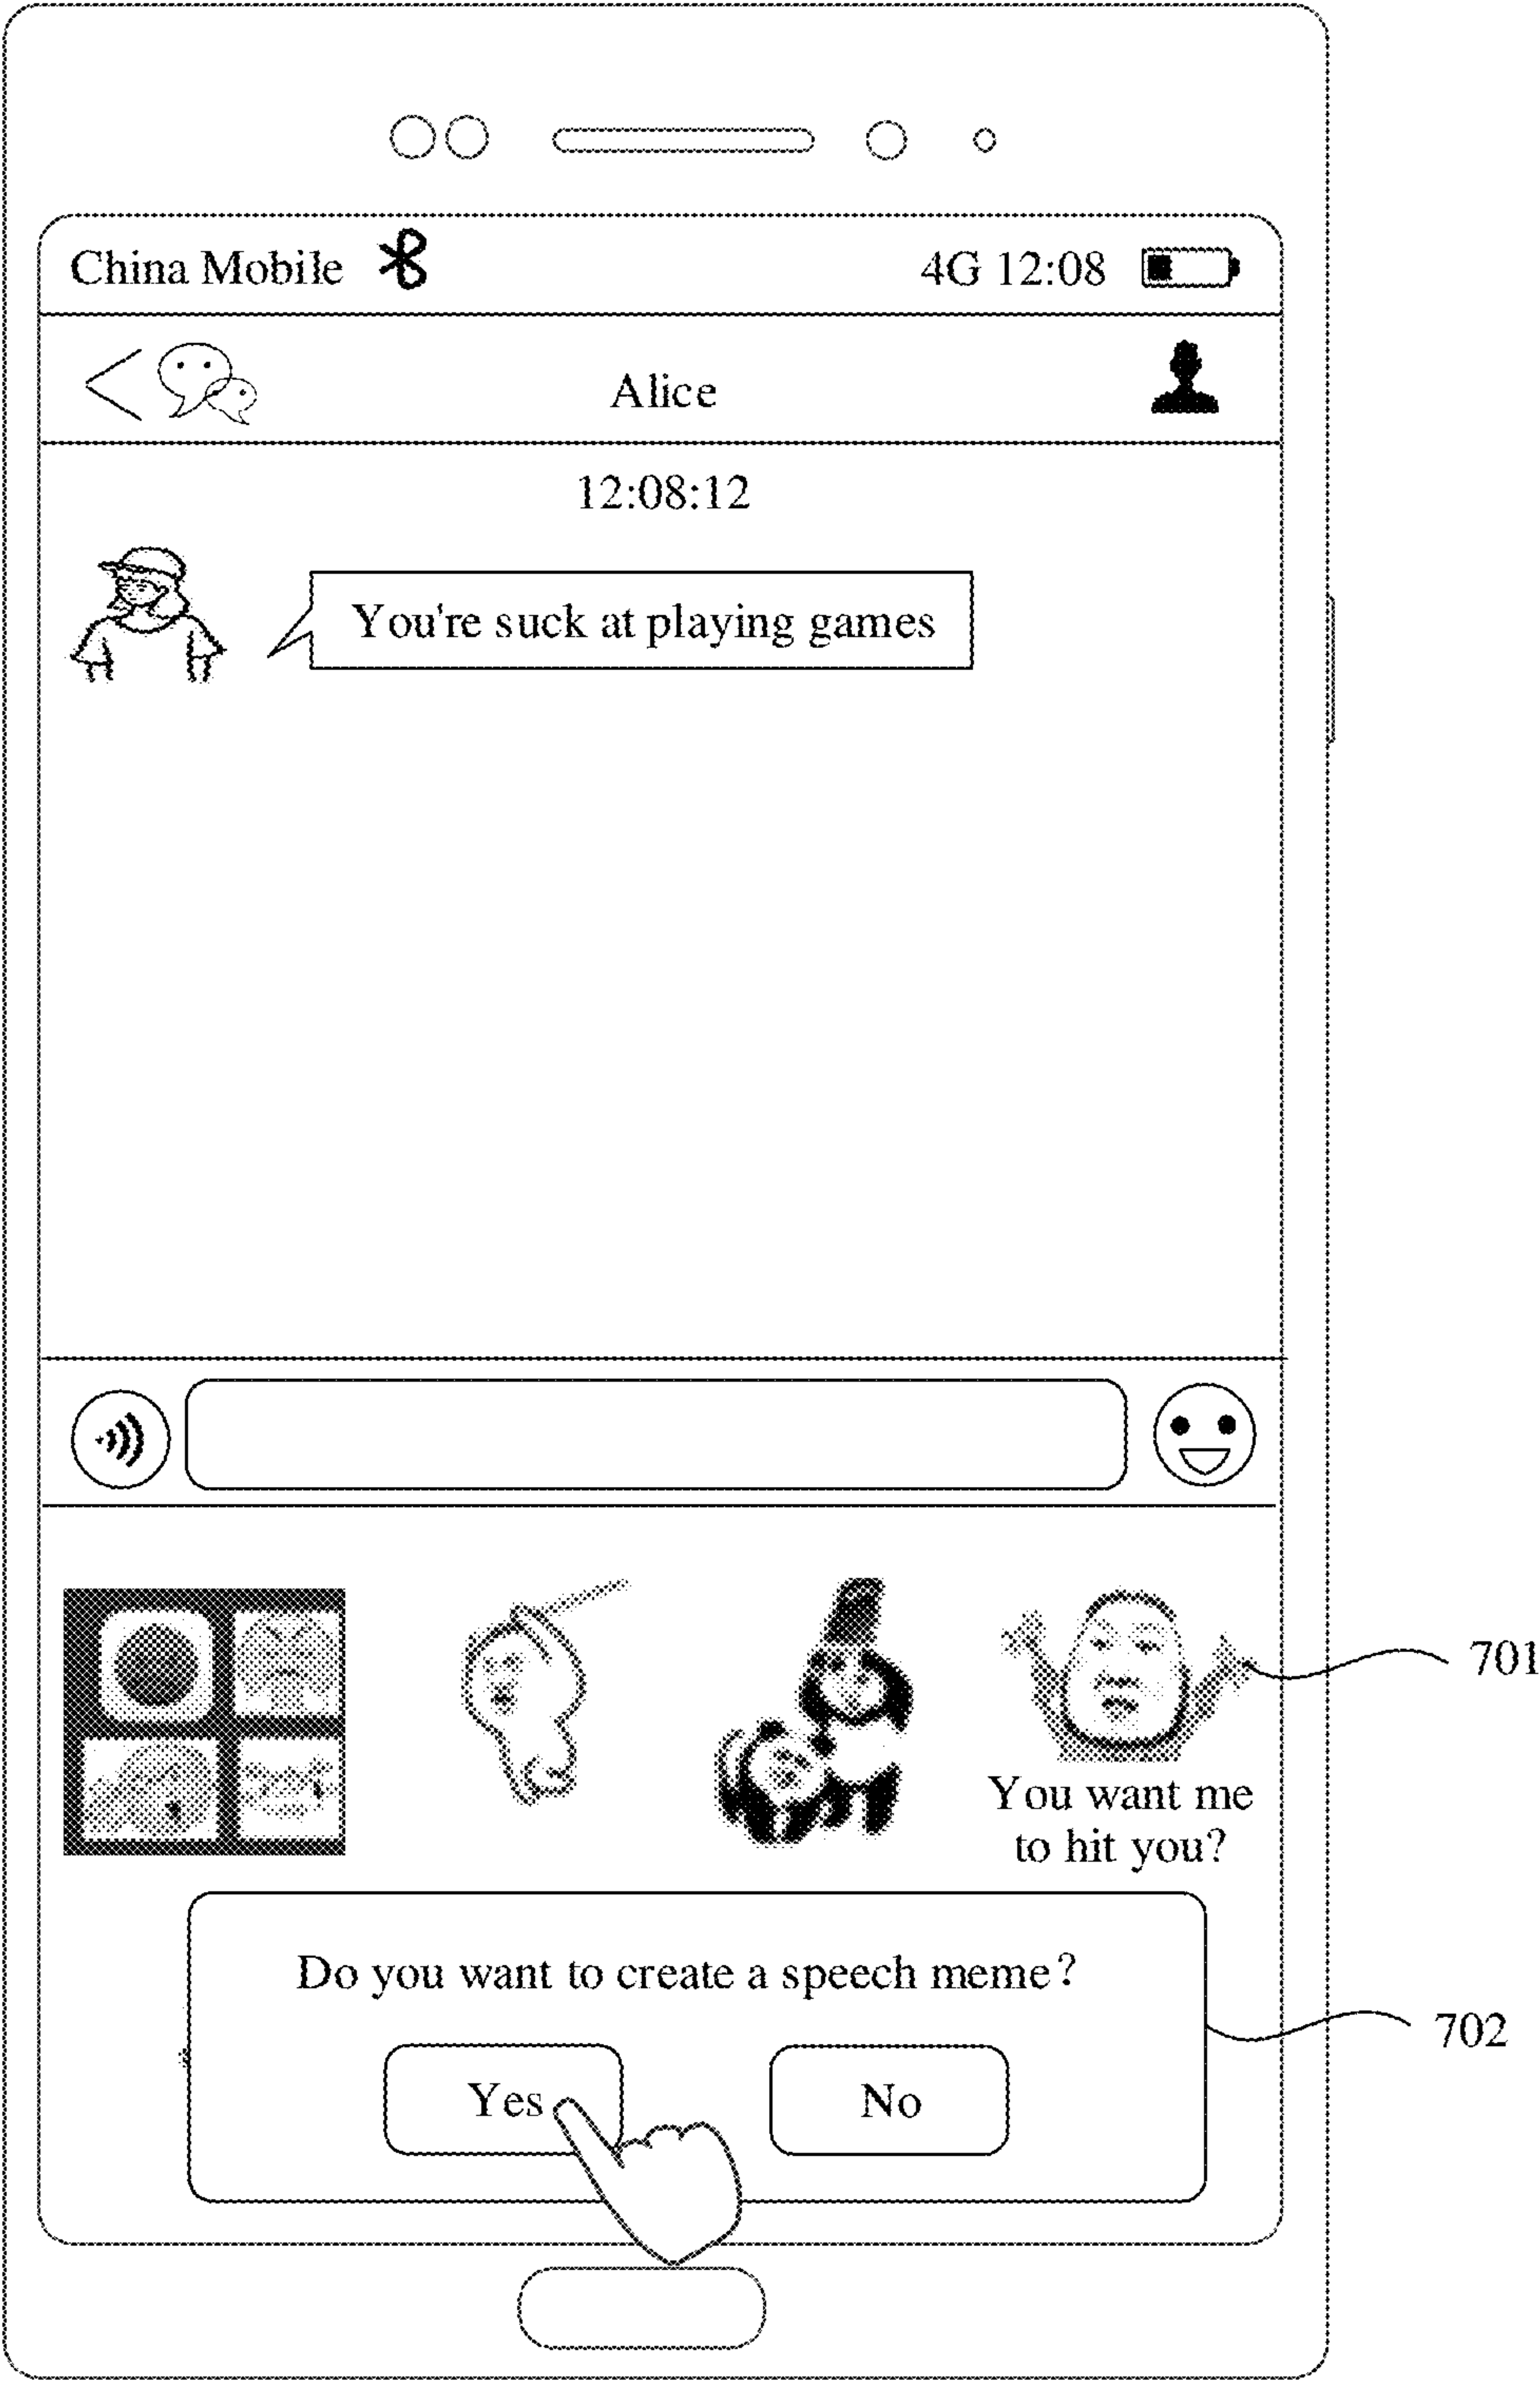 China Mobile 4G 12:08
Alice
12:08:12
You're suck at playing games
701
You want me
to hit you?
Do you want to create a speech meme?
702
Yes No